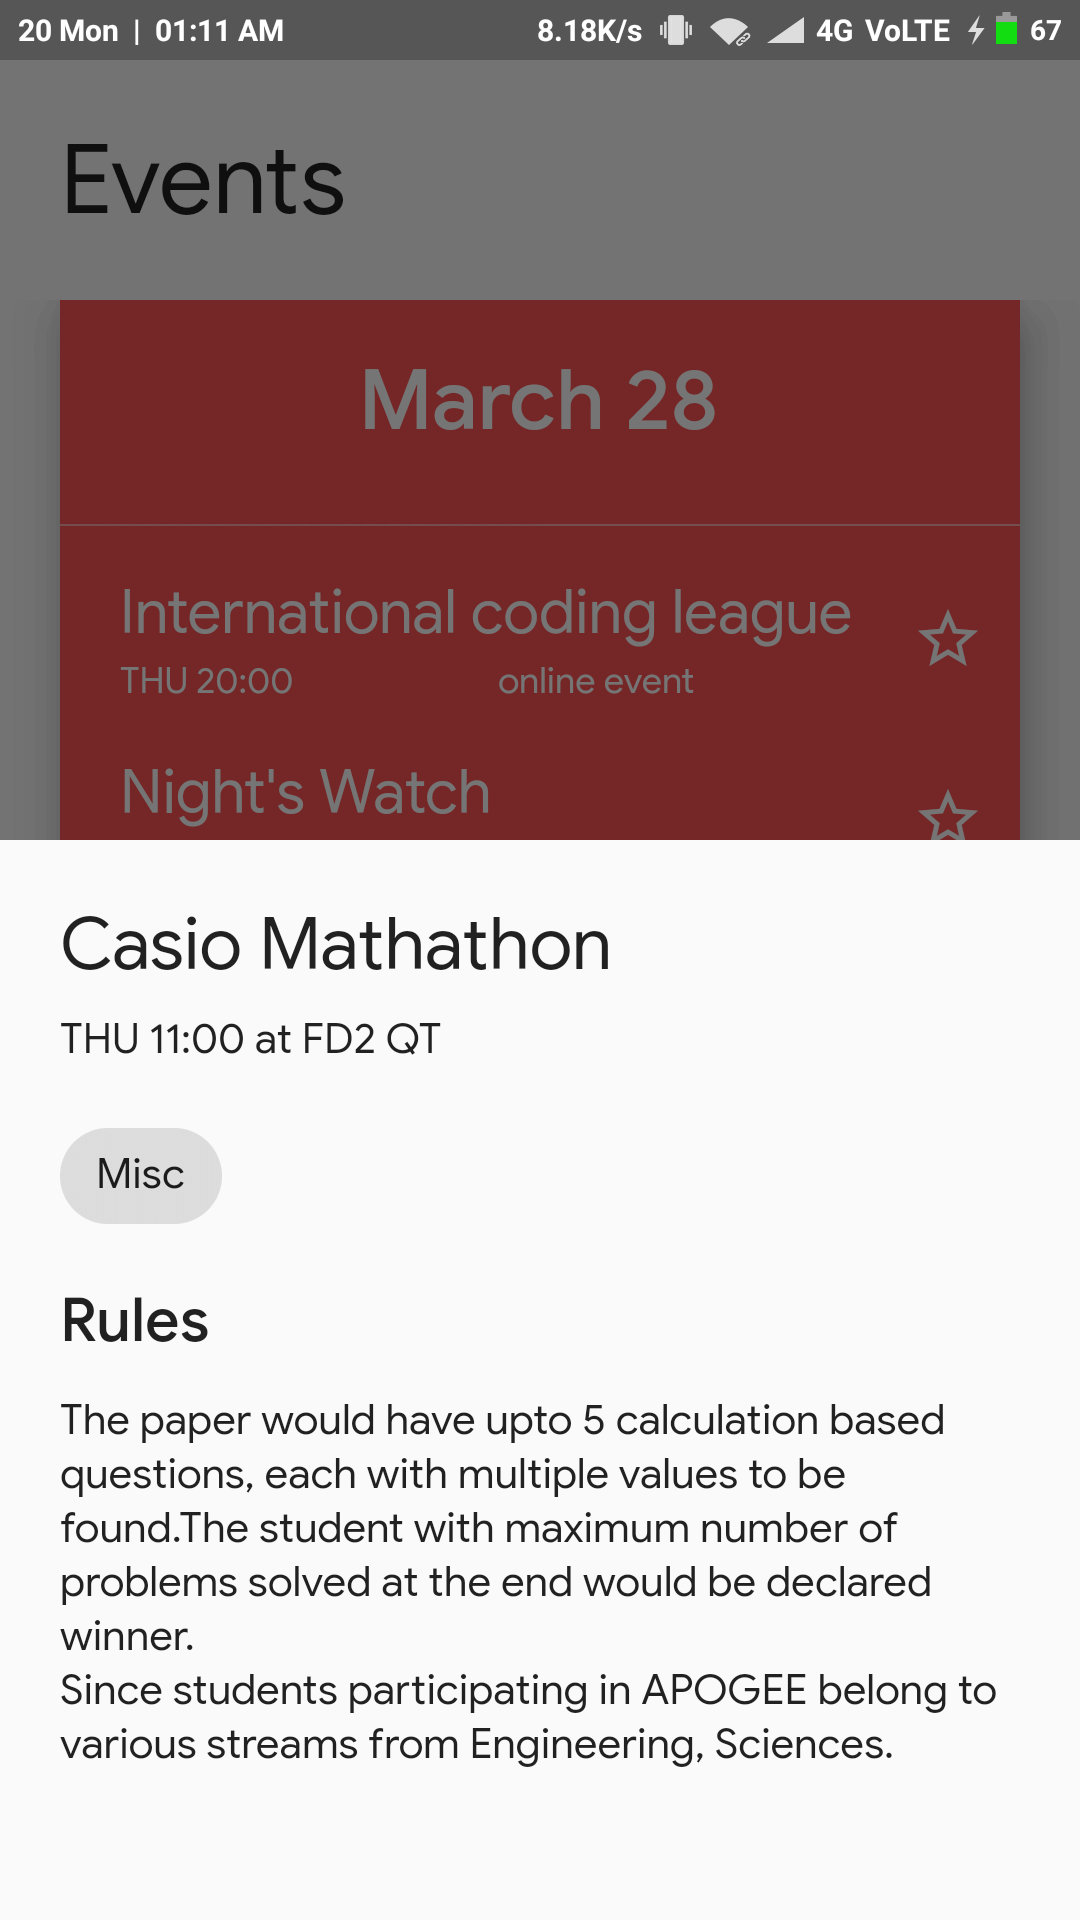 20 Mon | 01:11 AM 8.18K/s 4G VoLTE 67
Events
March 28
International coding league
THU 20:00 online event
Night's Watch
Casio Mathathon
THU 11:00 at FD2 QT
Misc
Rules
The paper would have upto 5 calculation based
questions, each with multiple values to be
found.The student with maximum number of
problems solved at the end would be declared
winner.
Since students participating in APOGEE belong to
various streams from Engineering, Sciences.